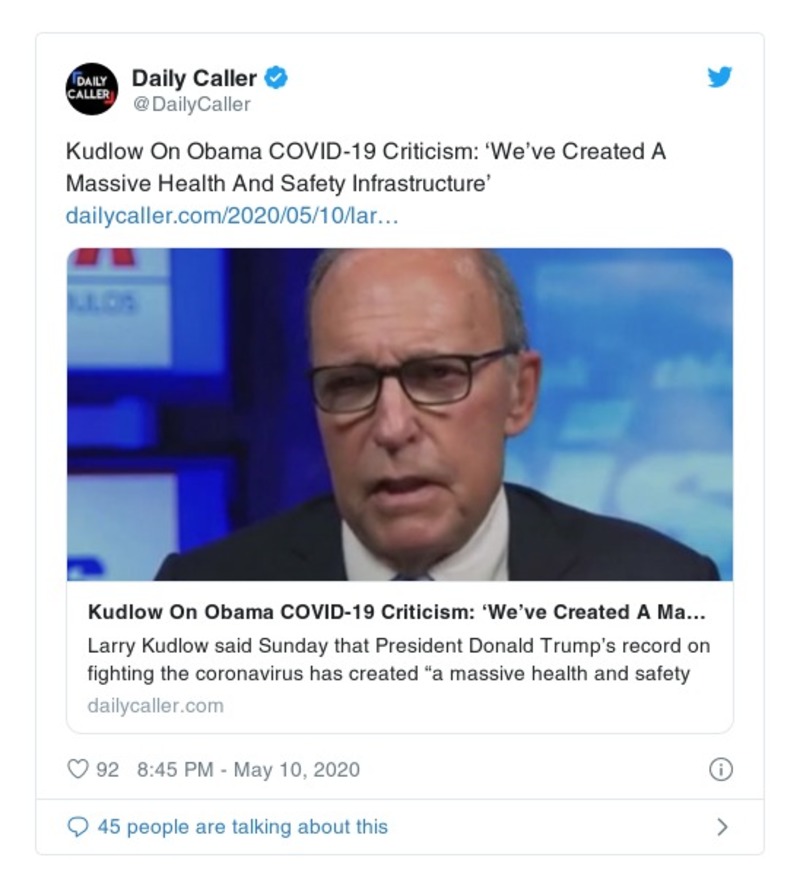 DAILY
CALLER
Daily Caller
@DailyCaller
Kudlow On Obama COVID-19 Criticism: ‘We’ve Created A
Massive Health And Safety Infrastructure’
dailycaller.com/2020/05/10/lar…
Kudlow On Obama COVID-19 Criticism: ‘We’ve Created A Ma…
Larry Kudlow said Sunday that President Donald Trump’s record on
fighting the coronavirus has created “a massive health and safety
dailycaller.com
92 8:45 PM - May 10, 2020
45 people are talking about this